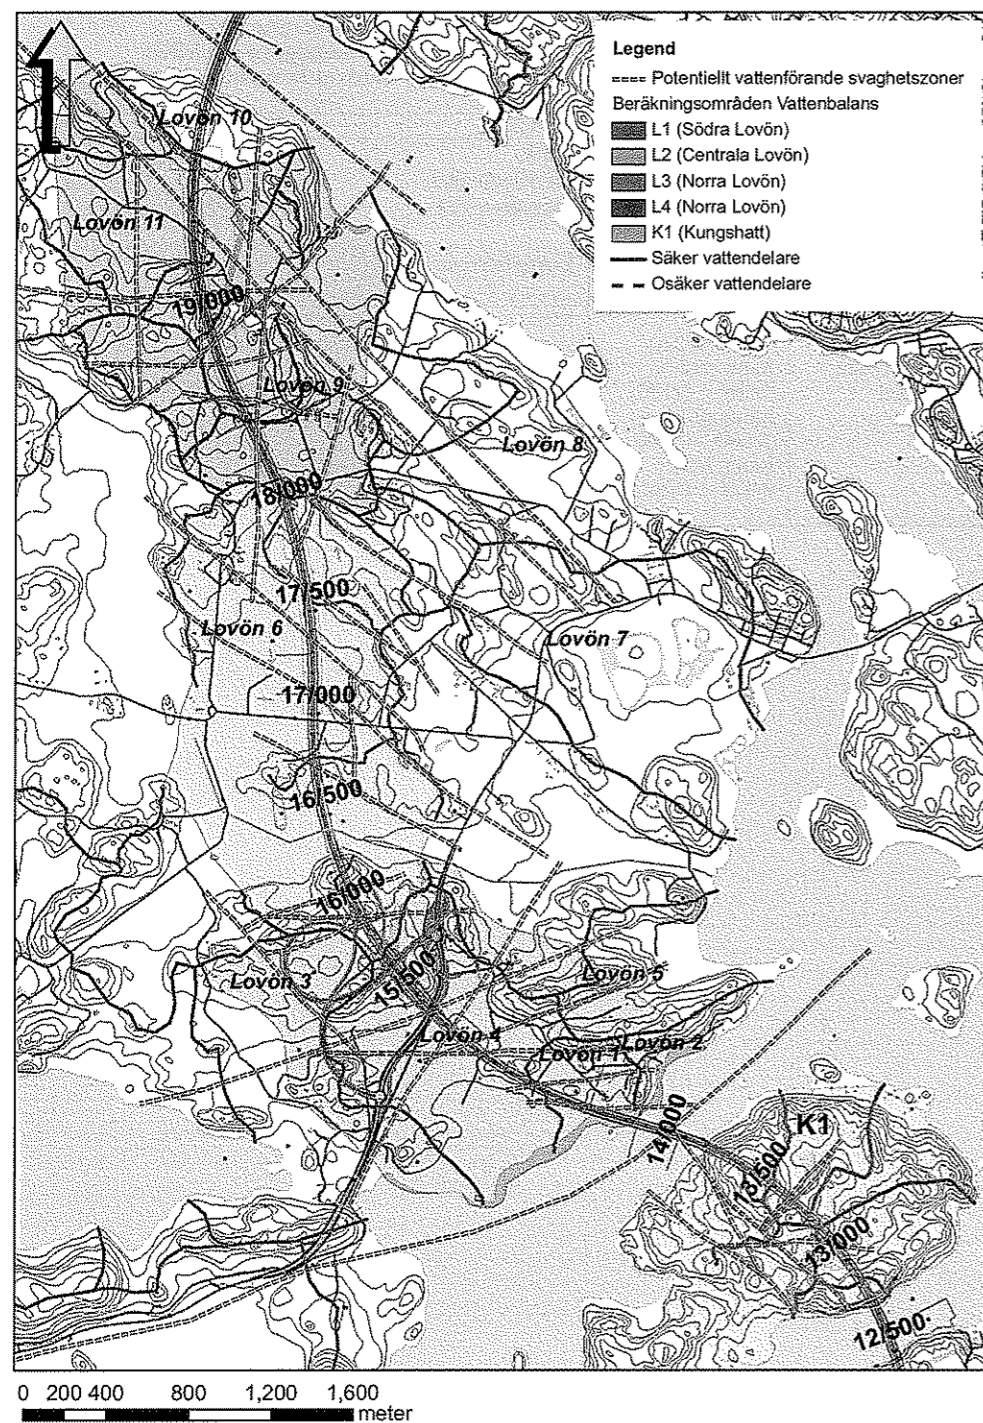 Legend
Potentiellt vattenförande svaghetszoner
Beräkningsområden Vattenbalans
L1 (Södra Lovön)
L2 (Centrala Lovön)
L3 (Norra Lovön)
L4 (Norra Lovön)
K1 (Kungshatt)
Säker vattendelare
Osäker vattendelare
Lovön 10
Lovön 11
19/000
Lovön 9
Lovön 8
18/000
17/500
Lovön 6
Lovön 7
17/000
16/500
16/000
15/500
Lovön 3
Lovön 5
Lovön 4
Lovön 2
Lovön 1
14/000
K1
13/500
13/000
12/500
0 200 400 800 1,200 1,600
meter